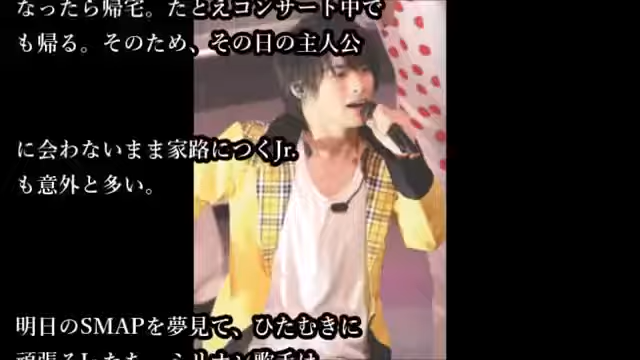 なったら帰宅。たとえコンサート中で
も帰る。そのため、その日の主人公
に会わないまま家路につくJr.
も意外と多い。
明日のSMAPを夢見て、ひたむきに